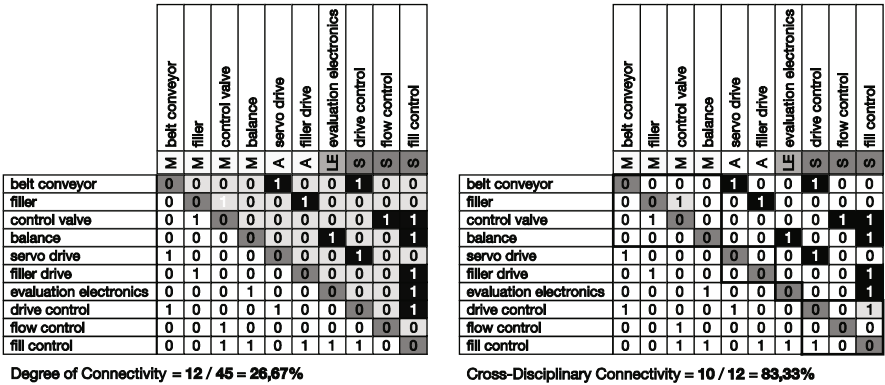 M belt conveyor
M filler
M control valve
M balance
A servo drive
A filler drive
LE evaluation electronics
S drive control
S flow control
S fill control
belt conveyor 0 0 0 0 1 0 0 1 0 0
filler 0 0 1 0 0 1 0 0 0 0
control valve 0 1 0 0 0 0 0 0 1 1
balance 0 0 0 0 0 0 1 0 0 1
servo drive 1 0 0 0 0 0 0 1 0 0
filler drive 0 1 0 0 0 0 0 0 0 1
evaluation electronics 0 0 0 1 0 0 0 0 0 1
drive control 1 0 0 0 1 0 0 0 0 1
flow control 0 0 1 0 0 0 0 0 0 0
fill control 0 0 1 1 0 1 1 1 0 0
Degree of Connectivity = 12 / 45 = 26,67%
M belt conveyor
M filler
M control valve
M balance
A servo drive
A filler drive
LE evaluation electronics
S drive control
S flow control
S fill control
belt conveyor 0 0 0 0 1 0 0 1 0 0
filler 0 0 1 0 0 1 0 0 0 0
control valve 0 1 0 0 0 0 0 0 1 1
balance 0 0 0 0 0 0 1 0 0 1
servo drive 1 0 0 0 0 0 0 1 0 0
filler drive 0 1 0 0 0 0 0 0 0 1
evaluation electronics 0 0 0 1 0 0 0 0 0 1
drive control 1 0 0 0 1 0 0 0 0 1
flow control 0 0 1 0 0 0 0 0 0 0
fill control 0 0 1 1 0 1 1 1 0 0
Cross-Disciplinary Connectivity = 10 / 12 = 83,33%